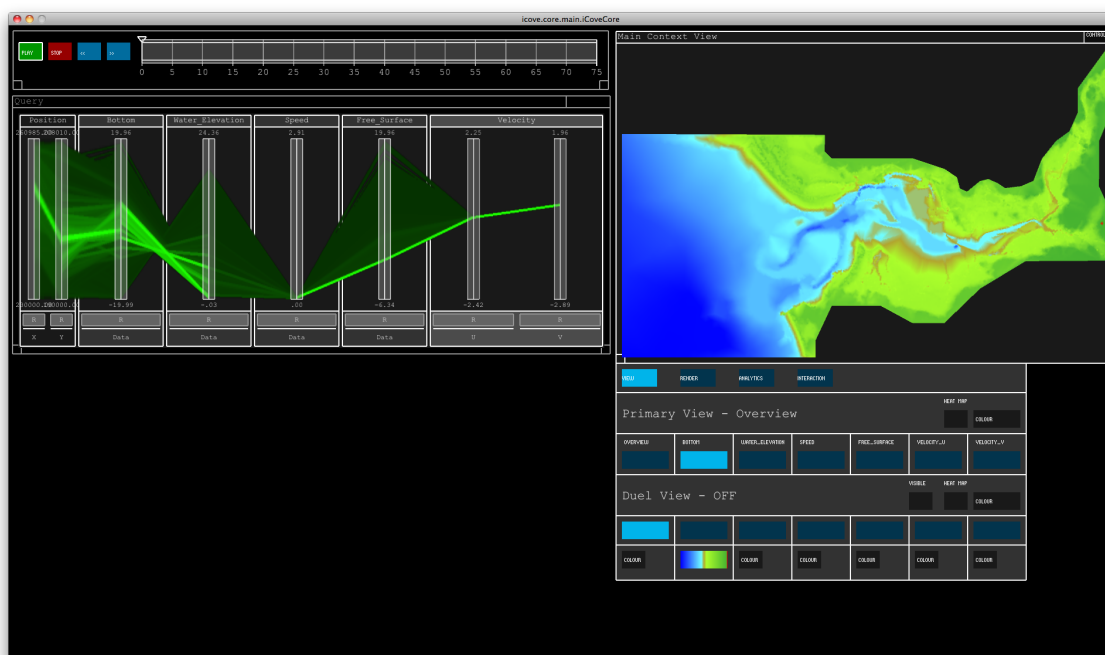 icove.core.main.iCoveCore
PLAY STOP << >>
0 5 10 15 20 25 30 35 40 45 50 55 60 65 70 75
Query
Position Bottom Water_Elevation Speed Free_Surface Velocity
19.96 24.36 2.91 19.96 2.25 1.96
-19.99 -.03 .00 -6.34 -2.42 -2.89
R R R R R R R R
X Y Data Data Data Data U V
Main Context View
CONTROL
VIEW RENDER ANALYTICS INTERACTION
Primary View - Overview
HEAT MAP
COLOUR
OVERVIEW BOTTOM WATER_ELEVATION SPEED FREE_SURFACE VELOCITY_U VELOCITY_V
Duel View - OFF
VISIBLE HEAT MAP
COLOUR
COLOUR COLOUR COLOUR COLOUR COLOUR COLOUR